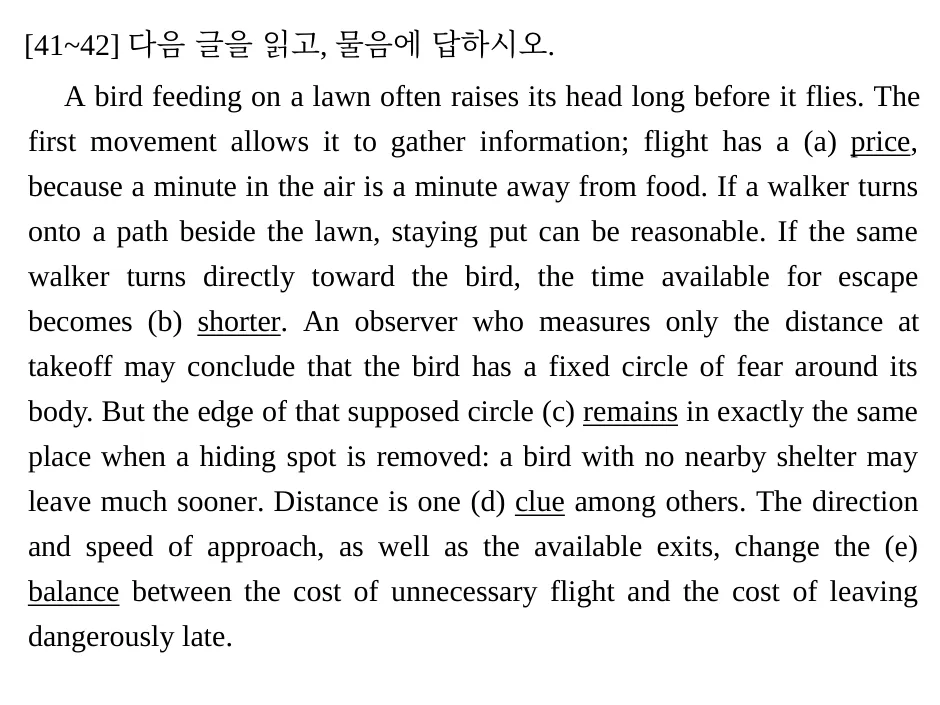 [41~42] 다음 글을 읽고, 물음에 답하시오.
A bird feeding on a lawn often raises its head long before it flies. The
first movement allows it to gather information; flight has a (a) price,
because a minute in the air is a minute away from food. If a walker turns
onto a path beside the lawn, staying put can be reasonable. If the same
walker turns directly toward the bird, the time available for escape
becomes (b) shorter. An observer who measures only the distance at
takeoff may conclude that the bird has a fixed circle of fear around its
body. But the edge of that supposed circle (c) remains in exactly the same
place when a hiding spot is removed: a bird with no nearby shelter may
leave much sooner. Distance is one (d) clue among others. The direction
and speed of approach, as well as the available exits, change the (e)
balance between the cost of unnecessary flight and the cost of leaving
dangerously late.